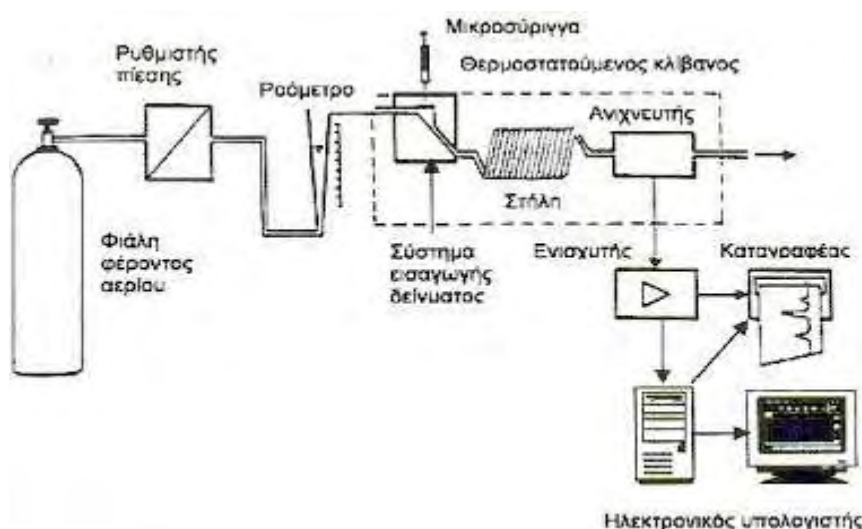 Μικροσύριγγα
Ρυθμιστής
πίεσης
Θερμοστατούμενος κλίβανος
Ροόμετρο
Ανιχνευτής
Στήλη
Φιάλη
φέροντος
αερίου
Σύστημα
εισαγωγής
δείγματος
Ενισχυτής
Καταγραφέας
Ηλεκτρονικός υπολογιστής